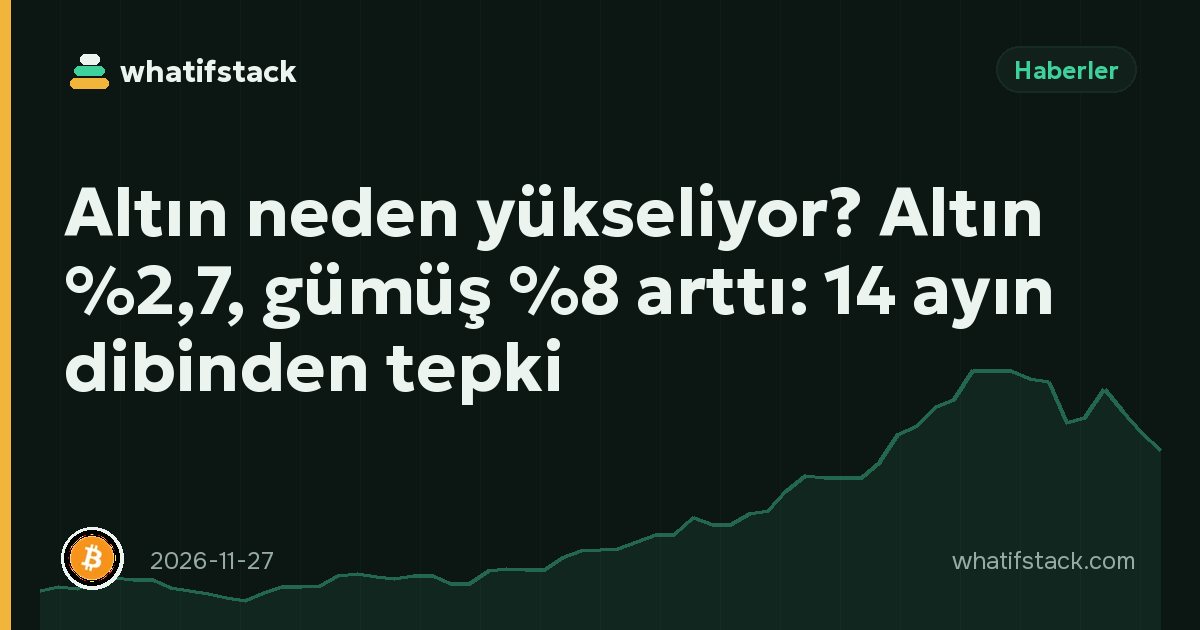 whatifstack
Haberler
Altın neden yükseliyor? Altın
%2,7, gümüş %8 arttı: 14 ayın
dibinden tepki
2026-11-27
whatifstack.com